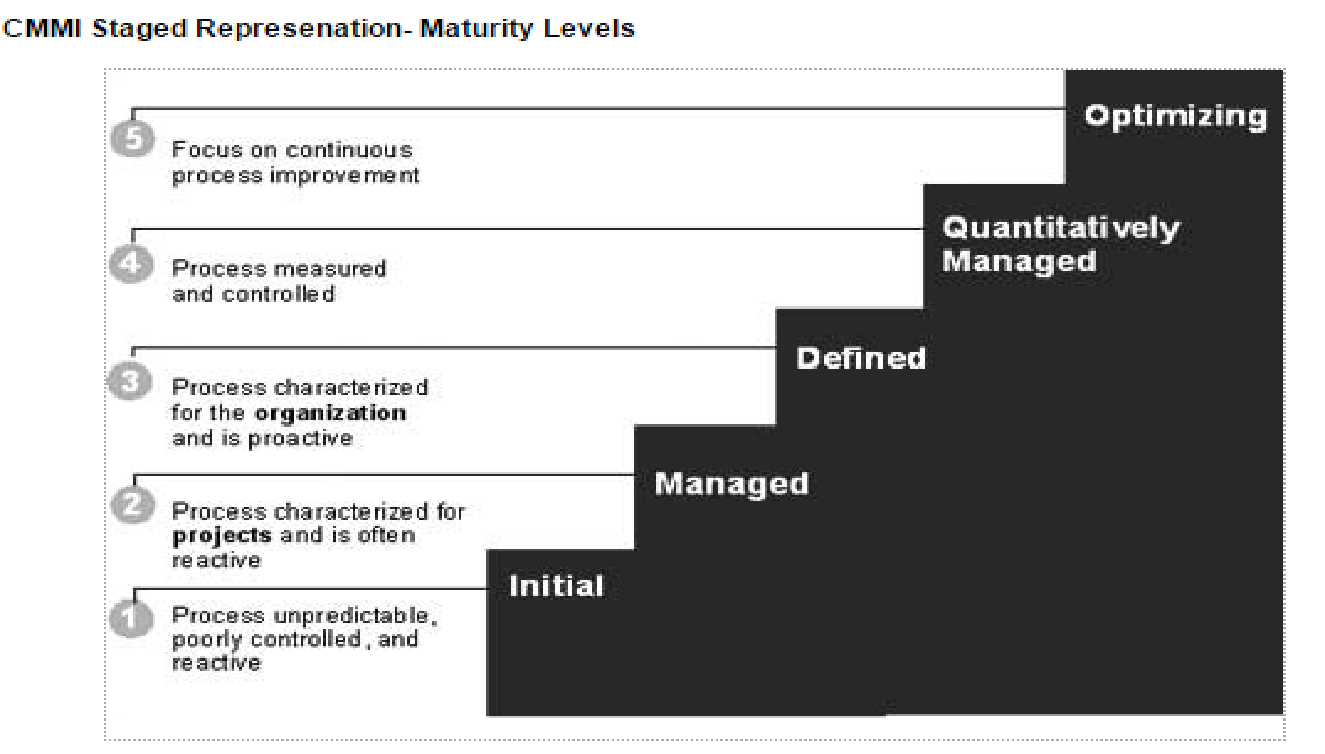 CMMI Staged Represenation- Maturity Levels
Optimizing
5
Focus on continuous
process improvement
Quantitatively
Managed
4
Process measured
and controlled
Defined
3
Process characterized
for the organization
and is proactive
Managed
2
Process characterized for
projects and is often
reactive
Initial
1
Process unpredictable,
poorly controlled, and
reactive